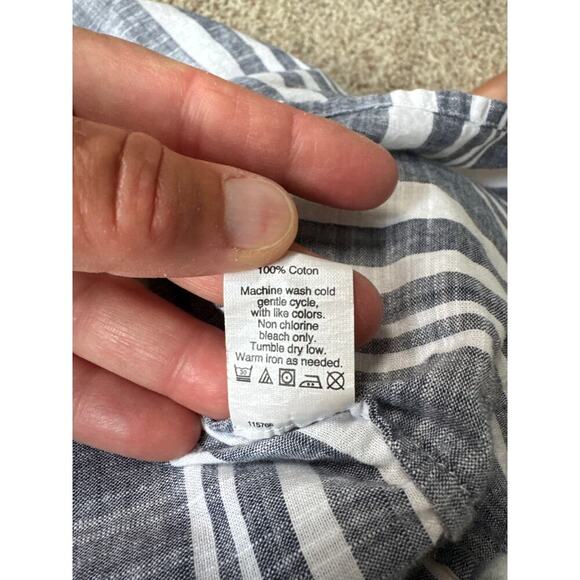 100% Coton
Machine wash cold
gentle cycle,
with like colors.
Non chlorine
bleach only.
Tumble dry low.
Warm iron as needed.
30